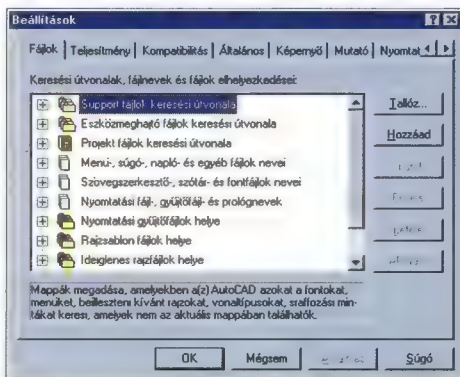 Beállítások
Fájlok Teljesítmény Kompatibilitás Általános Képernyő Mutató Nyomtat
Keresési útvonalak, fájlnevek és fájlok elhelyezkedései:
Support fájlok keresési útvonala
Eszközmeghajtó fájlok keresési útvonala
Projekt fájlok keresési útvonala
Menü-, súgó-, napló- és egyéb fájlok nevei
Szövegszerkesztő-, szótár- és fontfájlok nevei
Nyomtatási fájl-, gyűjtőfájl- és prológnevek
Nyomtatási gyűjtőfájlok helye
Rajzsablon fájlok helye
Ideiglenes rajzfájlok helye
Tallóz...
Hozzáad
Mappák megadása, amelyekben a(z) AutoCAD azokat a fontokat,
menüket, beilleszteni kívánt rajzokat, vonaltípusokat, sraffozási min-
tákat keresi, amelyek nem az aktuális mappában találhatók.
OK Mégsem Súgó